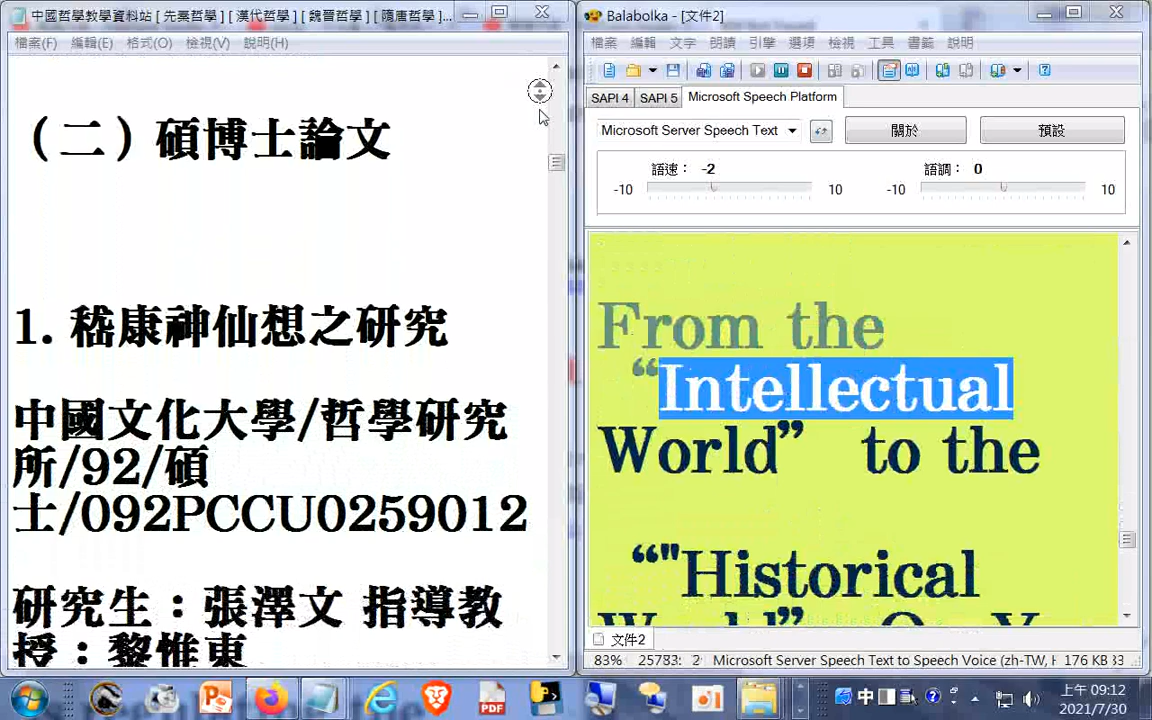 中國哲學教學資料站 [ 先秦哲學 ] [ 漢代哲學 ] [ 魏晉哲學 ] [ 隋唐哲學 ]...
檔案(F) 編輯(E) 格式(O) 檢視(V) 說明(H)
（二）碩博士論文
1. 嵇康神仙想之研究
中國文化大學/哲學研究
所/92/碩
士/092PCCU0259012
研究生：張澤文 指導教
授：黎惟東
Balabolka - [文件2]
檔案 編輯 文字 朗讀 引擎 選項 檢視 工具 書籤 說明
SAPI 4 SAPI 5 Microsoft Speech Platform
Microsoft Server Speech Text 關於 預設
語速： -2 語調： 0
-10 10 -10 10
From the
“Intellectual
World” to the
“"Historical
World”
文件2
83% 25783: 2 Microsoft Server Speech Text to Speech Voice (zh-TW, H 176 KB 33
中
上午 09:12
2021/7/30